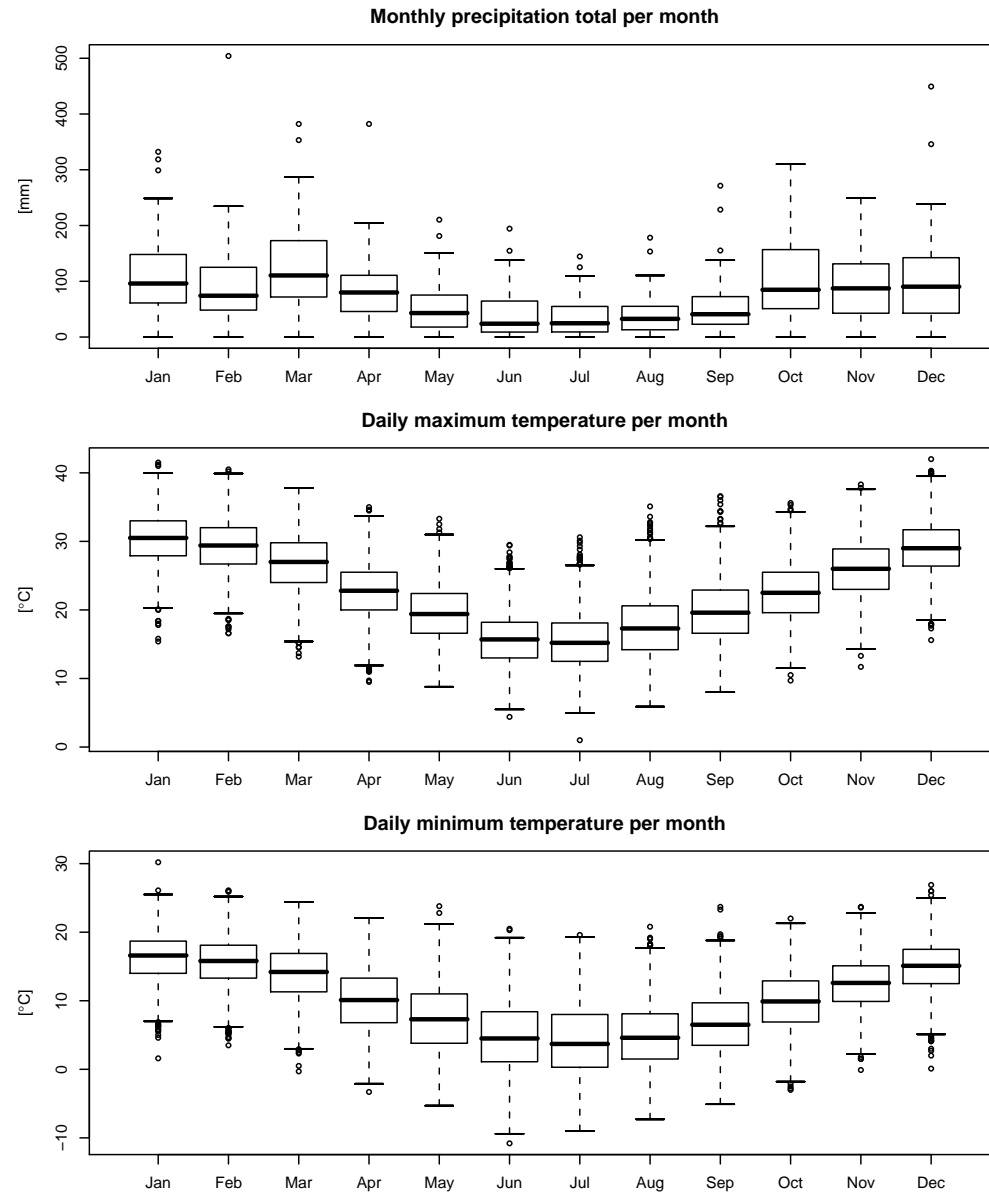 Monthly precipitation total per month
500
400
300
200
100
0
[mm]
Jan Feb Mar Apr May Jun Jul Aug Sep Oct Nov Dec
Daily maximum temperature per month
40
30
20
10
0
[°C]
Jan Feb Mar Apr May Jun Jul Aug Sep Oct Nov Dec
Daily minimum temperature per month
30
20
10
0
−10
[°C]
Jan Feb Mar Apr May Jun Jul Aug Sep Oct Nov Dec